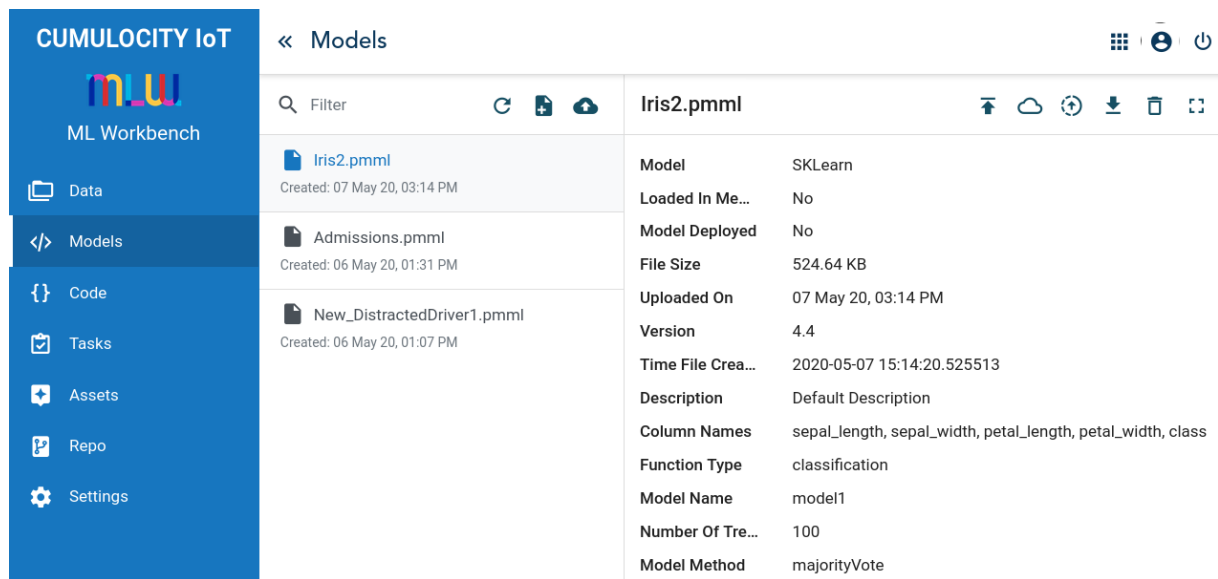 CUMULOCITY IoT
MLW
ML Workbench
Data
Models
Code
Tasks
Assets
Repo
Settings
« Models
Filter
Iris2.pmml
Created: 07 May 20, 03:14 PM
Admissions.pmml
Created: 06 May 20, 01:31 PM
New_DistractedDriver1.pmml
Created: 06 May 20, 01:07 PM
Iris2.pmml
Model SKLearn
Loaded In Me... No
Model Deployed No
File Size 524.64 KB
Uploaded On 07 May 20, 03:14 PM
Version 4.4
Time File Crea... 2020-05-07 15:14:20.525513
Description Default Description
Column Names sepal_length, sepal_width, petal_length, petal_width, class
Function Type classification
Model Name model1
Number Of Tre... 100
Model Method majorityVote